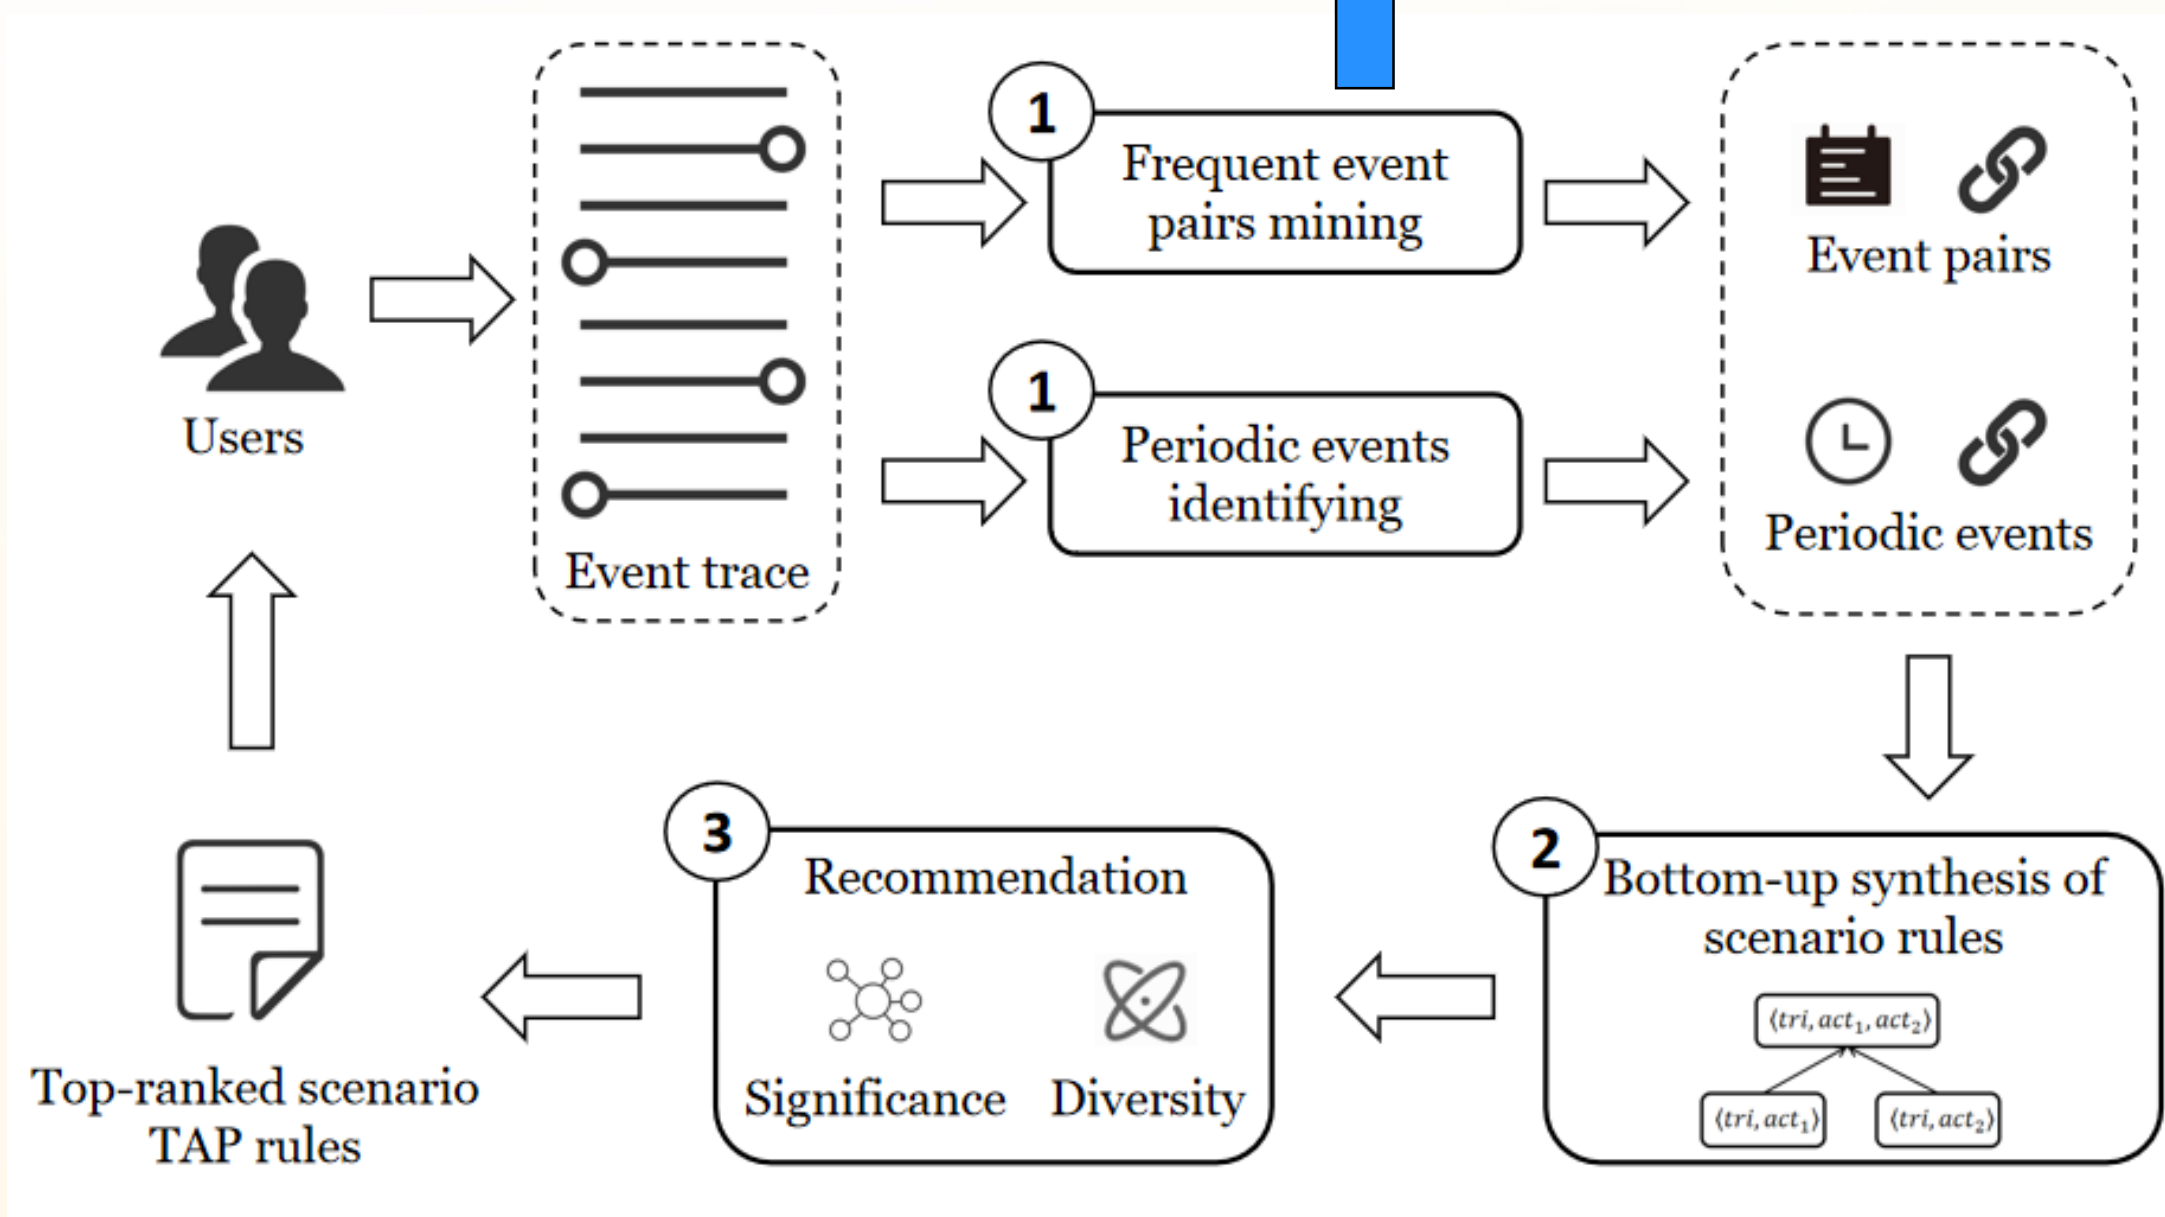 Users
Event trace
1
Frequent event
pairs mining
1
Periodic events
identifying
Event pairs
Periodic events
2
Bottom-up synthesis of
scenario rules
⟨tri, act₁, act₂⟩
⟨tri, act₁⟩
⟨tri, act₂⟩
3
Recommendation
Significance
Diversity
Top-ranked scenario
TAP rules